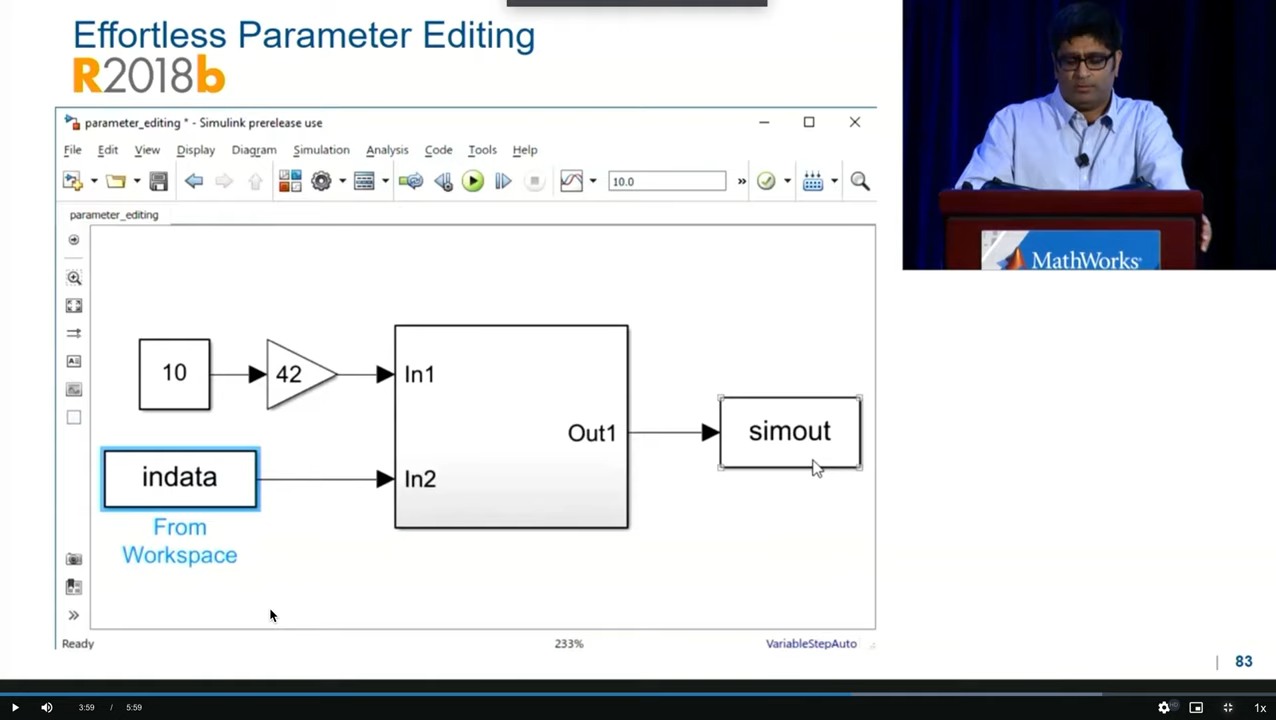 Effortless Parameter Editing
R2018b
parameter_editing * - Simulink prerelease use
File Edit View Display Diagram Simulation Analysis Code Tools Help
10.0
parameter_editing
10
42
In1
Out1
simout
indata
In2
From
Workspace
Ready
233%
VariableStepAuto
MathWorks®
83
3:59 / 5:59
HD
1x